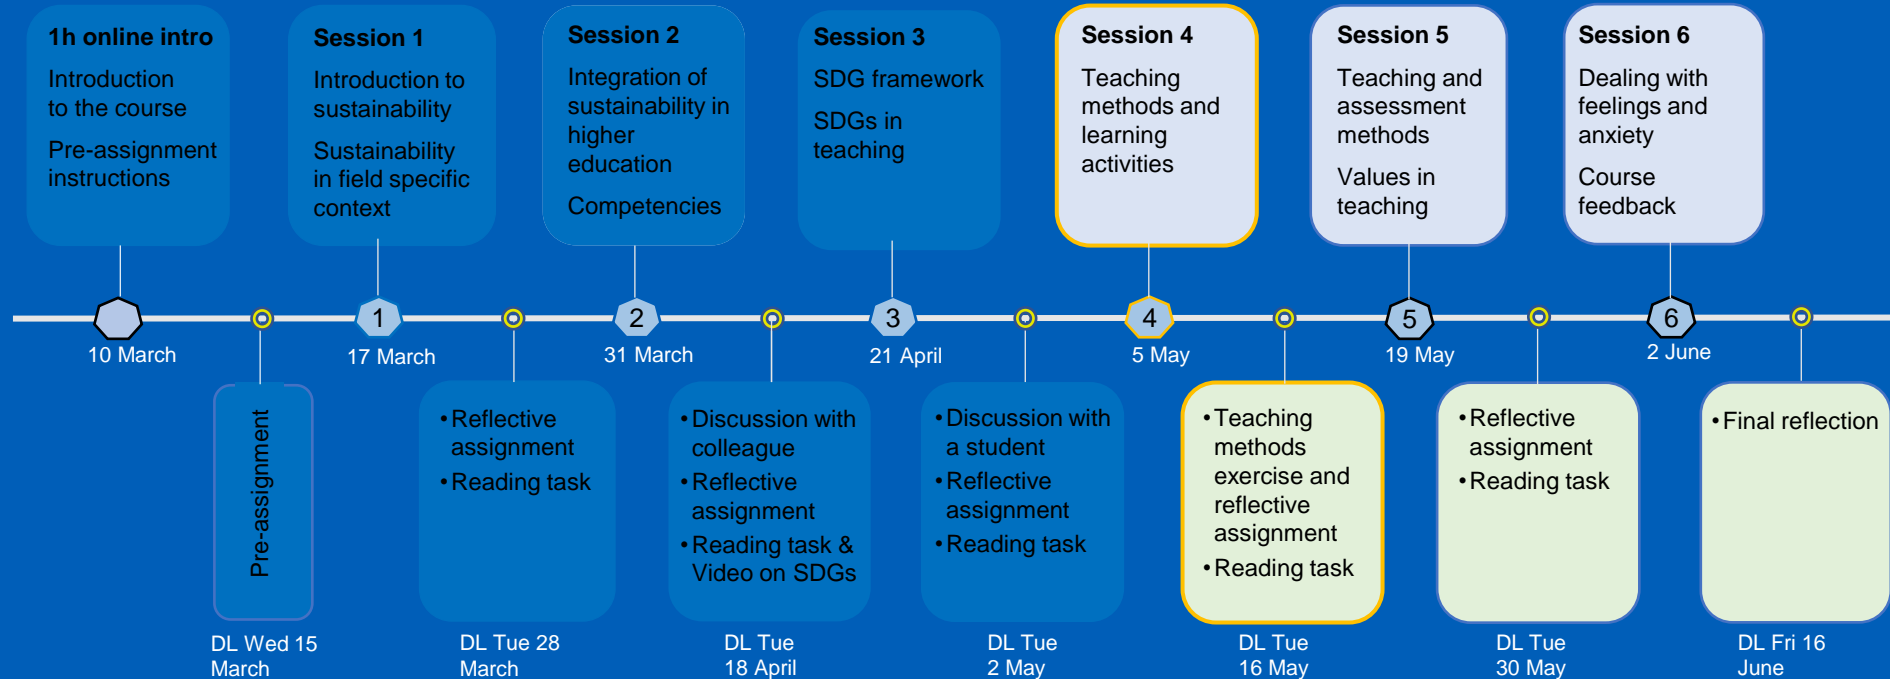 1h online intro
Introduction
to the course
Pre-assignment
instructions
Session 1
Introduction to
sustainability
Sustainability
in field specific
context
Session 2
Integration of
sustainability in
higher
education
Competencies
Session 3
SDG framework
SDGs in
teaching
Session 4
Teaching
methods and
learning
activities
Session 5
Teaching and
assessment
methods
Values in
teaching
Session 6
Dealing with
feelings and
anxiety
Course
feedback
1
2
3
4
5
6
10 March
17 March
31 March
21 April
5 May
19 May
2 June
Pre-assignment
• Reflective
assignment
• Reading task
• Discussion with
colleague
• Reflective
assignment
• Reading task &
Video on SDGs
• Discussion with
a student
• Reflective
assignment
• Reading task
• Teaching
methods
exercise and
reflective
assignment
• Reading task
• Reflective
assignment
• Reading task
• Final reflection
DL Wed 15
March
DL Tue 28
March
DL Tue
18 April
DL Tue
2 May
DL Tue
16 May
DL Tue
30 May
DL Fri 16
June